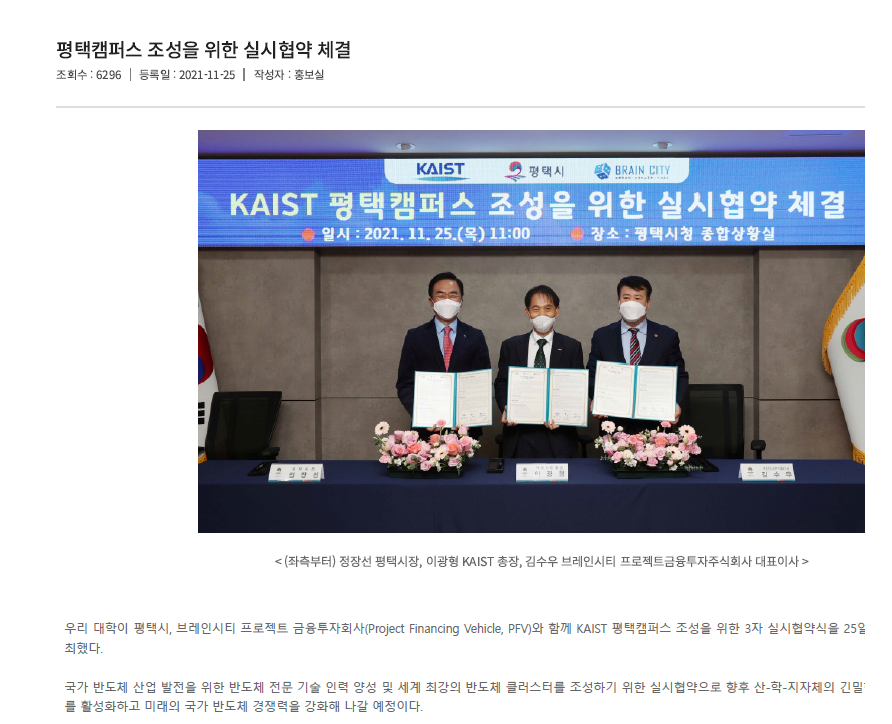 평택캠퍼스 조성을 위한 실시협약 체결
조회수 : 6296 | 등록일 : 2021-11-25 | 작성자 : 홍보실
KAIST 평택시 BRAIN CITY
KAIST 평택캠퍼스 조성을 위한 실시협약 체결
일시 : 2021. 11. 25.(목) 11:00 장소 : 평택시청 종합상황실
정장선 이광형 김수우
< (좌측부터) 정장선 평택시장, 이광형 KAIST 총장, 김수우 브레인시티 프로젝트금융투자주식회사 대표이사 >
우리 대학이 평택시, 브레인시티 프로젝트 금융투자회사(Project Financing Vehicle, PFV)와 함께 KAIST 평택캠퍼스 조성을 위한 3자 실시협약식을 25일
최했다.
국가 반도체 산업 발전을 위한 반도체 전문 기술 인력 양성 및 세계 최강의 반도체 클러스터를 조성하기 위한 실시협약으로 향후 산-학-지자체의 긴밀
를 활성화하고 미래의 국가 반도체 경쟁력을 강화해 나갈 예정이다.